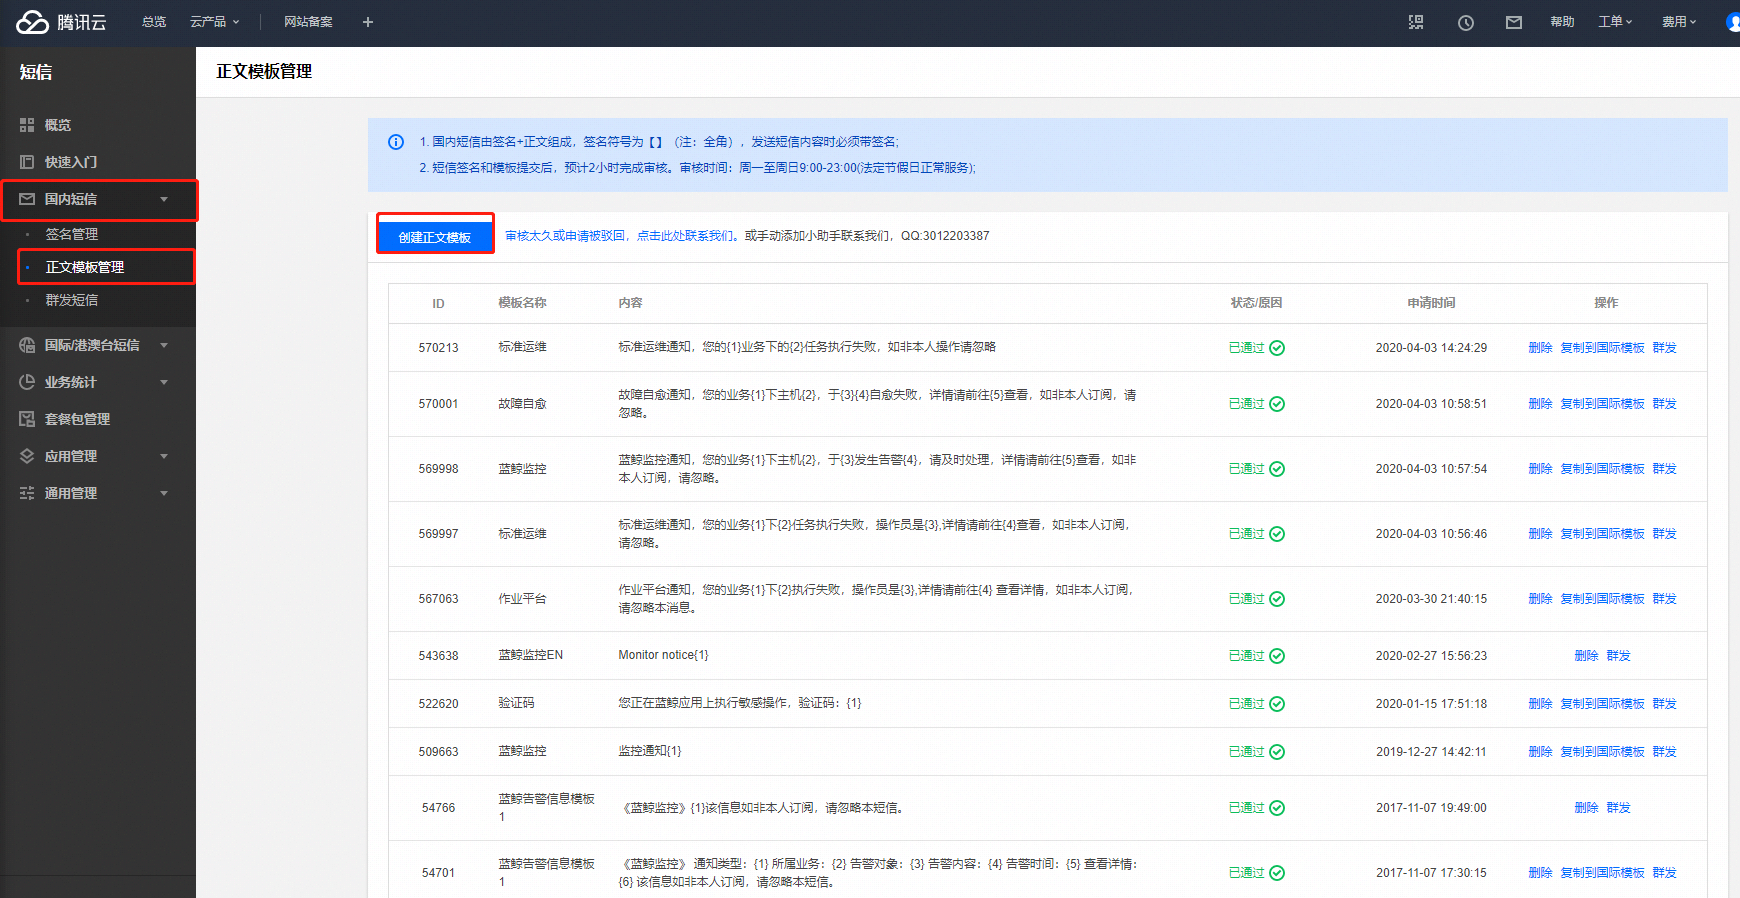 腾讯云
总览
云产品
网站备案
帮助
工单
费用
短信
概览
快速入门
国内短信
签名管理
正文模板管理
群发短信
国际/港澳台短信
业务统计
套餐包管理
应用管理
通用管理
正文模板管理
1. 国内短信由签名+正文组成，签名符号为【】（注：全角），发送短信内容时必须带签名;
2. 短信签名和模板提交后，预计2小时完成审核。审核时间：周一至周日9:00-23:00(法定节假日正常服务);
创建正文模板 审核太久或申请被驳回，点击此处联系我们。或手动添加小助手联系我们，QQ:3012203387
ID 模板名称 内容 状态/原因 申请时间 操作
570213 标准运维 标准运维通知，您的{1}业务下的{2}任务执行失败，如非本人操作请忽略 已通过 2020-04-03 14:24:29 删除 复制到国际模板 群发
570001 故障自愈 故障自愈通知，您的业务{1}下主机{2}，于{3}{4}自愈失败，详情请前往{5}查看，如非本人订阅，请
忽略。 已通过 2020-04-03 10:58:51 删除 复制到国际模板 群发
569998 蓝鲸监控 蓝鲸监控通知，您的业务{1}下主机{2}，于{3}发生告警{4}，请及时处理，详情请前往{5}查看，如非
本人订阅，请忽略。 已通过 2020-04-03 10:57:54 删除 复制到国际模板 群发
569997 标准运维 标准运维通知，您的业务{1}下{2}任务执行失败，操作员是{3},详情请前往{4}查看，如非本人订阅，
请忽略。 已通过 2020-04-03 10:56:46 删除 复制到国际模板 群发
567063 作业平台 作业平台通知，您的业务{1}下{2}执行失败，操作员是{3},详情请前往{4} 查看详情，如非本人订阅，
请忽略本消息。 已通过 2020-03-30 21:40:15 删除 复制到国际模板 群发
543638 蓝鲸监控EN Monitor notice{1} 已通过 2020-02-27 15:56:23 删除 群发
522620 验证码 您正在蓝鲸应用上执行敏感操作，验证码：{1} 已通过 2020-01-15 17:51:18 删除 复制到国际模板 群发
509663 蓝鲸监控 监控通知{1} 已通过 2019-12-27 14:42:11 删除 复制到国际模板 群发
54766 蓝鲸告警信息模板
1 《蓝鲸监控》{1}该信息如非本人订阅，请忽略本短信。 已通过 2017-11-07 19:49:00 删除 群发
54701 蓝鲸告警信息模板
1 《蓝鲸监控》 通知类型：{1} 所属业务：{2} 告警对象：{3} 告警内容：{4} 告警时间：{5} 查看详情：
{6} 该信息如非本人订阅，请忽略本短信。 已通过 2017-11-07 17:30:15 删除 复制到国际模板 群发